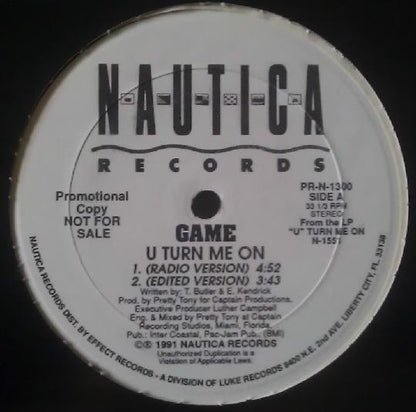 NAUTICA
RECORDS
Promotional
Copy
NOT FOR
SALE
PR-N-1300
SIDE A
33 1/3 RPM
STEREO
From the LP
"U" TURN ME ON
N-1551
GAME
U TURN ME ON
1. (RADIO VERSION) 4:52
2. (EDITED VERSION) 3:43
Written by: T. Butler & E. Kendrick
Prod. by Pretty Tony for Captain Productions,
Executive Producer Luther Campbell
Eng. & Mixed by Pretty Tony at Captain
Recording Studios, Miami, Florida,
Pub.: Inter Coastal, Pac-Jam Pub. (BMI)
© ℗ 1991 NAUTICA RECORDS
Unauthorized Duplication is a
Violation of Applicable Laws.
NAUTICA RECORDS DIST. BY EFFECT RECORDS - A DIVISION OF LUKE RECORDS 8400 N.E. 2nd AVE. LIBERTY CITY, FL 33138